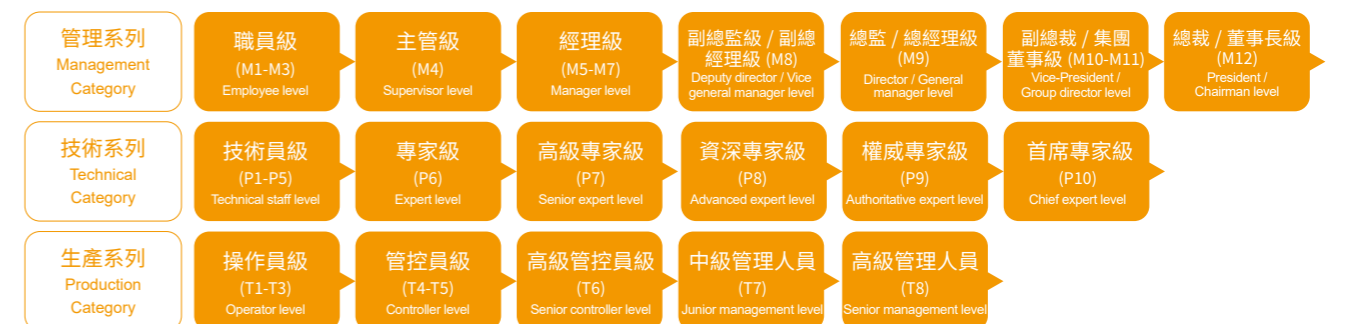 管理系列
Management
Category
職員級
(M1-M3)
Employee level
主管級
(M4)
Supervisor level
經理級
(M5-M7)
Manager level
副總監級 / 副總
經理級 (M8)
Deputy director / Vice
general manager level
總監 / 總經理級
(M9)
Director / General
manager level
副總裁 / 集團
董事級 (M10-M11)
Vice-President /
Group director level
總裁 / 董事長級
(M12)
President /
Chairman level
技術系列
Technical
Category
技術員級
(P1-P5)
Technical staff level
專家級
(P6)
Expert level
高級專家級
(P7)
Senior expert level
資深專家級
(P8)
Advanced expert level
權威專家級
(P9)
Authoritative expert level
首席專家級
(P10)
Chief expert level
生產系列
Production
Category
操作員級
(T1-T3)
Operator level
管控員級
(T4-T5)
Controller level
高級管控員級
(T6)
Senior controller level
中級管理人員
(T7)
Junior management level
高級管理人員
(T8)
Senior management level